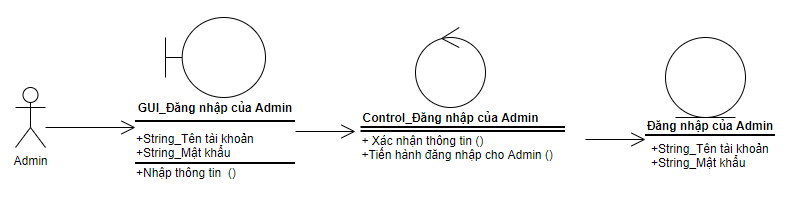 Admin
GUI_Đăng nhập của Admin
+String_Tên tài khoản
+String_Mật khẩu
+Nhập thông tin ()
Control_Đăng nhập của Admin
+ Xác nhận thông tin ()
+Tiến hành đăng nhập cho Admin ()
Đăng nhập của Admin
+String_Tên tài khoản
+String_Mật khẩu